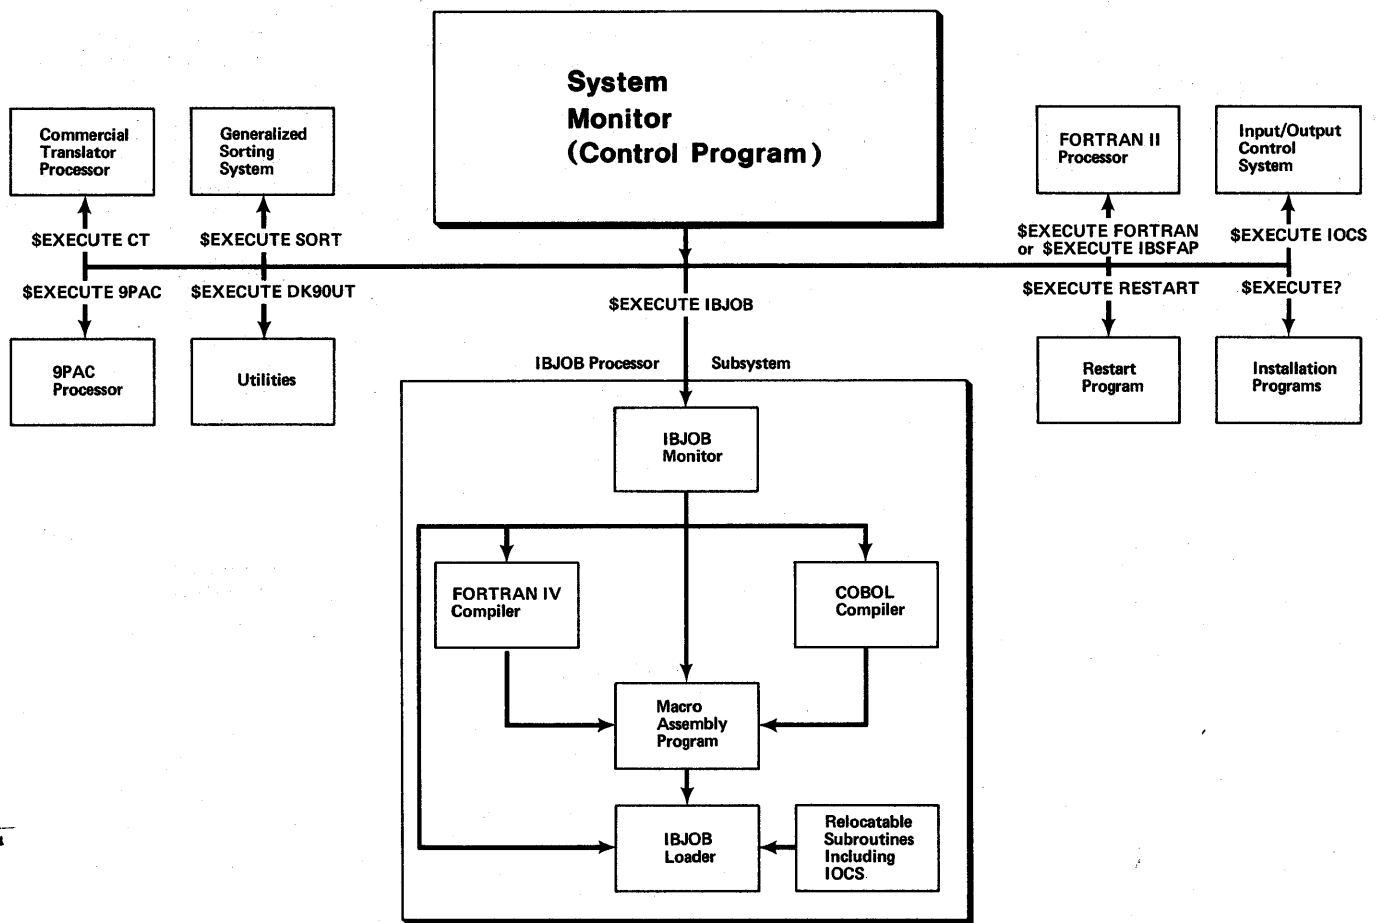 System
Monitor
(Control Program)
Commercial
Translator
Processor
Generalized
Sorting
System
FORTRAN II
Processor
Input/Output
Control
System
$EXECUTE CT
$EXECUTE SORT
$EXECUTE FORTRAN
or $EXECUTE IBSFAP
$EXECUTE IOCS
$EXECUTE 9PAC
$EXECUTE DK90UT
$EXECUTE IBJOB
$EXECUTE RESTART
$EXECUTE?
9PAC
Processor
Utilities
IBJOB Processor Subsystem
Restart
Program
Installation
Programs
IBJOB
Monitor
FORTRAN IV
Compiler
COBOL
Compiler
Macro
Assembly
Program
IBJOB
Loader
Relocatable
Subroutines
Including
IOCS